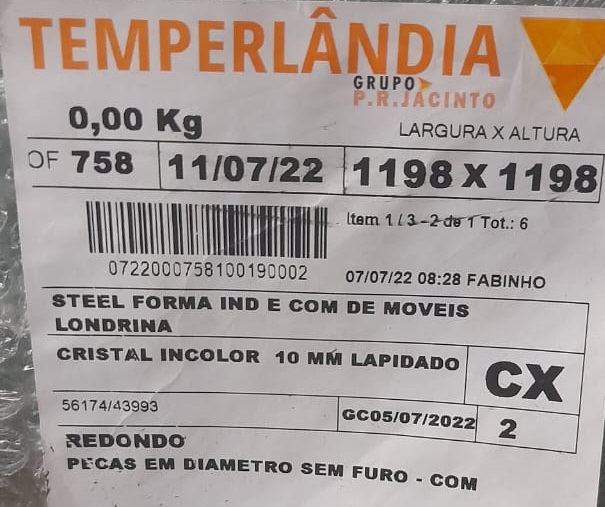 TEMPERLÂNDIA
GRUPO
P.R.JACINTO
0,00 Kg
LARGURA X ALTURA
OF 758 11/07/22 1198 X 1198
Item 1 / 3 - 2 de 1 Tot.: 6
0722000758100190002
07/07/22 08:28 FABINHO
STEEL FORMA IND E COM DE MOVEIS
LONDRINA
CRISTAL INCOLOR 10 MM LAPIDADO
CX
56174/43993
GC05/07/2022
2
REDONDO
PECAS EM DIAMETRO SEM FURO - COM